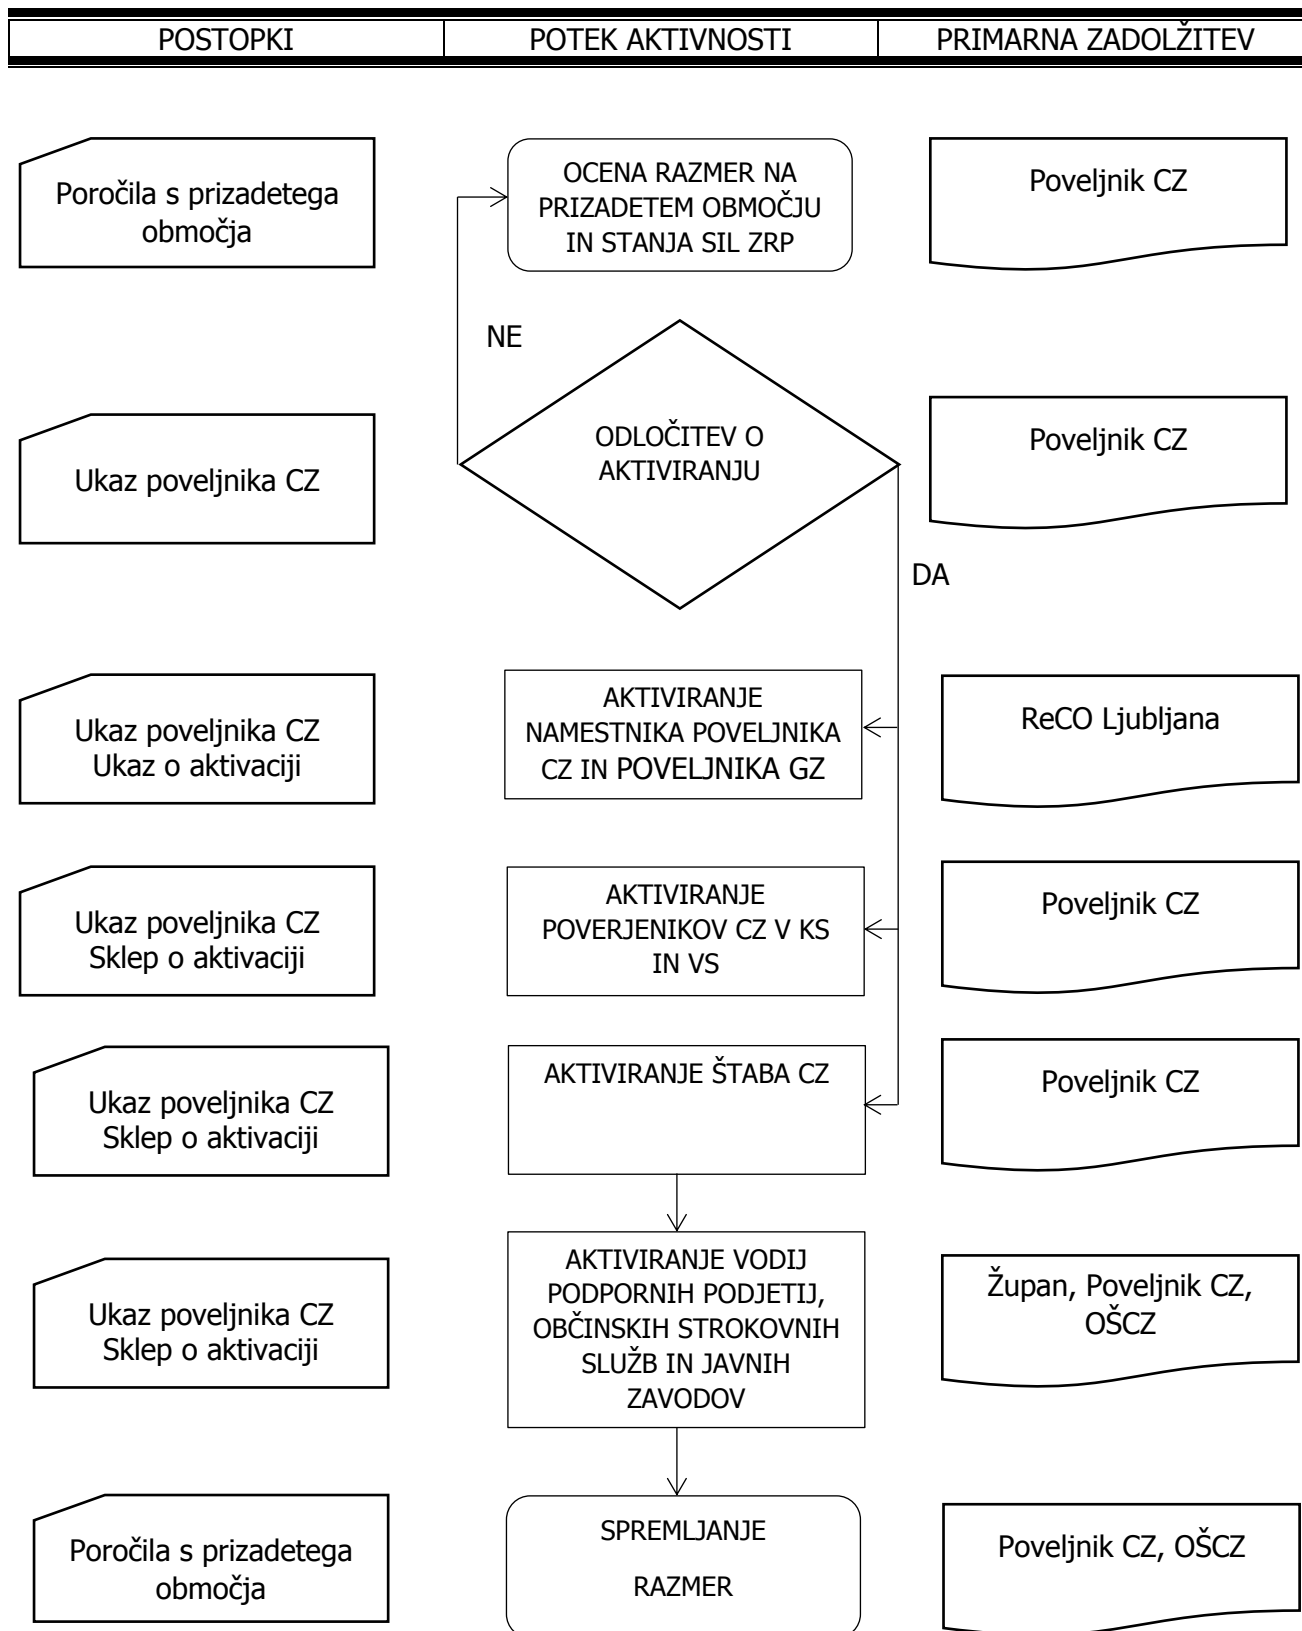 POSTOPKI
POTEK AKTIVNOSTI
PRIMARNA ZADOLŽITEV
Poročila s prizadetega
območja
OCENA RAZMER NA
PRIZADETEM OBMOČJU
IN STANJA SIL ZRP
Poveljnik CZ
NE
Ukaz poveljnika CZ
ODLOČITEV O
AKTIVIRANJU
Poveljnik CZ
DA
Ukaz poveljnika CZ
Ukaz o aktivaciji
AKTIVIRANJE
NAMESTNIKA POVELJNIKA
CZ IN POVELJNIKA GZ
ReCO Ljubljana
Ukaz poveljnika CZ
Sklep o aktivaciji
AKTIVIRANJE
POVERJENIKOV CZ V KS
IN VS
Poveljnik CZ
Ukaz poveljnika CZ
Sklep o aktivaciji
AKTIVIRANJE ŠTABA CZ
Poveljnik CZ
Ukaz poveljnika CZ
Sklep o aktivaciji
AKTIVIRANJE VODIJ
PODPORNIH PODJETIJ,
OBČINSKIH STROKOVNIH
SLUŽB IN JAVNIH
ZAVODOV
Župan, Poveljnik CZ,
OŠCZ
Poročila s prizadetega
območja
SPREMLJANJE
RAZMER
Poveljnik CZ, OŠCZ